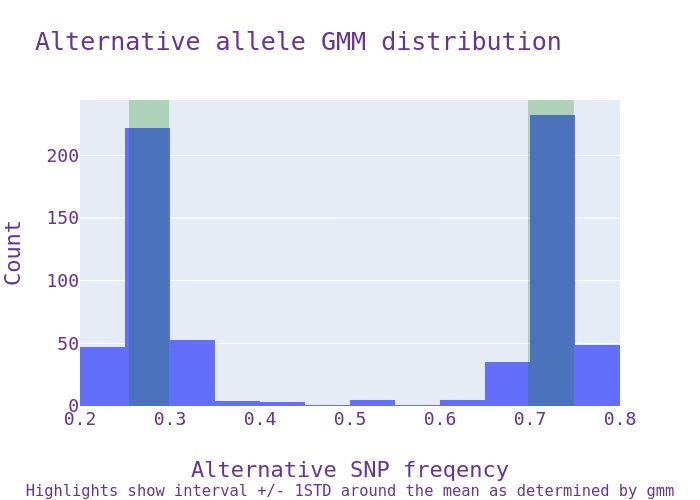 Alternative allele GMM distribution
Count
200
150
100
50
0
0.2 0.3 0.4 0.5 0.6 0.7 0.8
Alternative SNP freqency
Highlights show interval +/- 1STD around the mean as determined by gmm